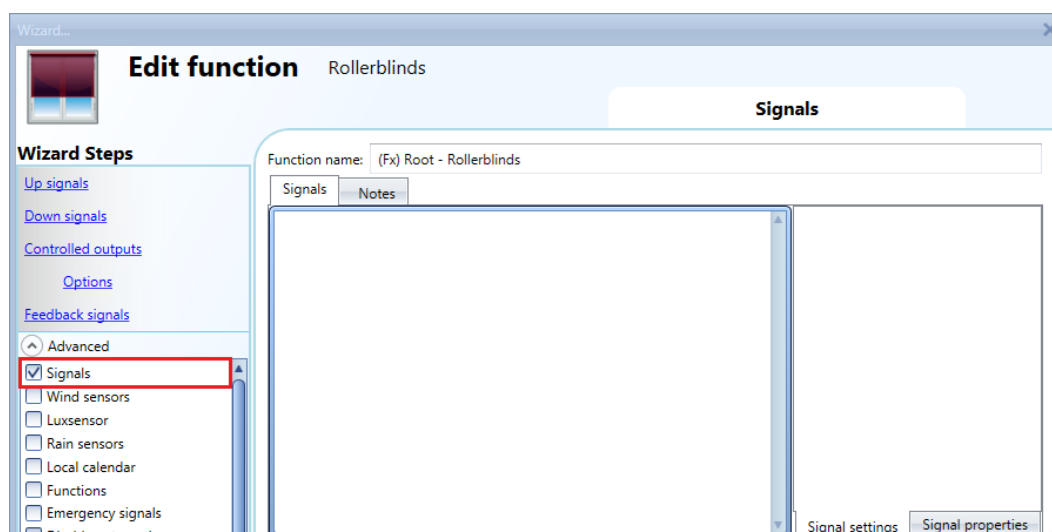 Wizard...
Edit function Rollerblinds
Signals
Wizard Steps
Up signals
Down signals
Controlled outputs
Options
Feedback signals
Advanced
Signals
Wind sensors
Luxsensor
Rain sensors
Local calendar
Functions
Emergency signals
Function name: (Fx) Root - Rollerblinds
Signals Notes
Signal settings Signal properties